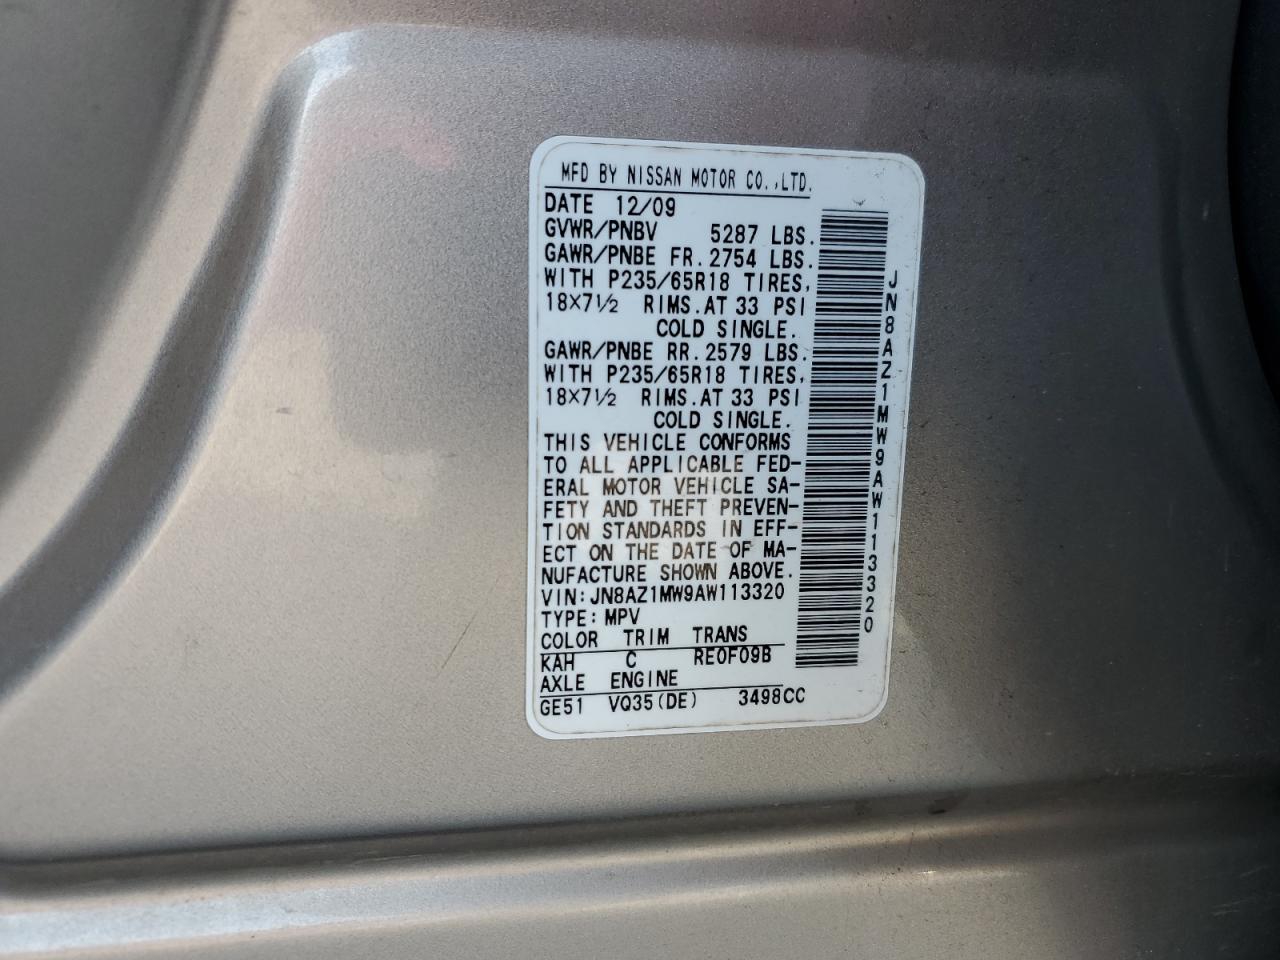 MFD BY NISSAN MOTOR CO.,LTD.
DATE 12/09
GVWR/PNBV 5287 LBS.
GAWR/PNBE FR. 2754 LBS.
WITH P235/65R18 TIRES,
18×7½ RIMS. AT 33 PSI
COLD SINGLE.
GAWR/PNBE RR. 2579 LBS.
WITH P235/65R18 TIRES,
18×7½ RIMS. AT 33 PSI
COLD SINGLE.
THIS VEHICLE CONFORMS
TO ALL APPLICABLE FED-
ERAL MOTOR VEHICLE SA-
FETY AND THEFT PREVEN-
TION STANDARDS IN EFF-
ECT ON THE DATE OF MA-
NUFACTURE SHOWN ABOVE.
VIN: JN8AZ1MW9AW113320
TYPE: MPV
COLOR TRIM TRANS
KAH C RE0F09B
AXLE ENGINE
GE51 VQ35(DE) 3498CC
JN8AZ1MW9AW113320